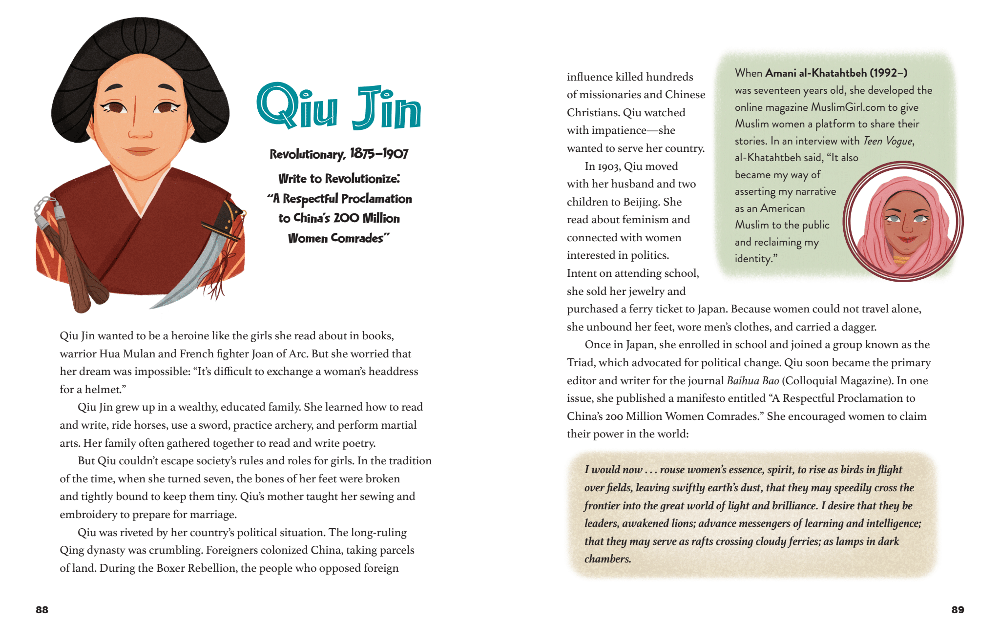 Qiu Jin
Revolutionary, 1875–1907
Write to Revolutionize:
“A Respectful Proclamation
to China’s 200 Million
Women Comrades”
Qiu Jin wanted to be a heroine like the girls she read about in books,
warrior Hua Mulan and French fighter Joan of Arc. But she worried that
her dream was impossible: “It’s difficult to exchange a woman’s headdress
for a helmet.”
Qiu Jin grew up in a wealthy, educated family. She learned how to read
and write, ride horses, use a sword, practice archery, and perform martial
arts. Her family often gathered together to read and write poetry.
But Qiu couldn’t escape society’s rules and roles for girls. In the tradition
of the time, when she turned seven, the bones of her feet were broken
and tightly bound to keep them tiny. Qiu’s mother taught her sewing and
embroidery to prepare for marriage.
Qiu was riveted by her country’s political situation. The long-ruling
Qing dynasty was crumbling. Foreigners colonized China, taking parcels
of land. During the Boxer Rebellion, the people who opposed foreign
88
influence killed hundreds
of missionaries and Chinese
Christians. Qiu watched
with impatience—she
wanted to serve her country.
In 1903, Qiu moved
with her husband and two
children to Beijing. She
read about feminism and
connected with women
interested in politics.
Intent on attending school,
she sold her jewelry and
purchased a ferry ticket to Japan. Because women could not travel alone,
she unbound her feet, wore men’s clothes, and carried a dagger.
Once in Japan, she enrolled in school and joined a group known as the
Triad, which advocated for political change. Qiu soon became the primary
editor and writer for the journal Baihua Bao (Colloquial Magazine). In one
issue, she published a manifesto entitled “A Respectful Proclamation to
China’s 200 Million Women Comrades.” She encouraged women to claim
their power in the world:
I would now . . . rouse women’s essence, spirit, to rise as birds in flight
over fields, leaving swiftly earth’s dust, that they may speedily cross the
frontier into the great world of light and brilliance. I desire that they be
leaders, awakened lions; advance messengers of learning and intelligence;
that they may serve as rafts crossing cloudy ferries; as lamps in dark
chambers.
When Amani al-Khatahtbeh (1992–)
was seventeen years old, she developed the
online magazine MuslimGirl.com to give
Muslim women a platform to share their
stories. In an interview with Teen Vogue,
al-Khatahtbeh said, “It also
became my way of
asserting my narrative
as an American
Muslim to the public
and reclaiming my
identity.”
89